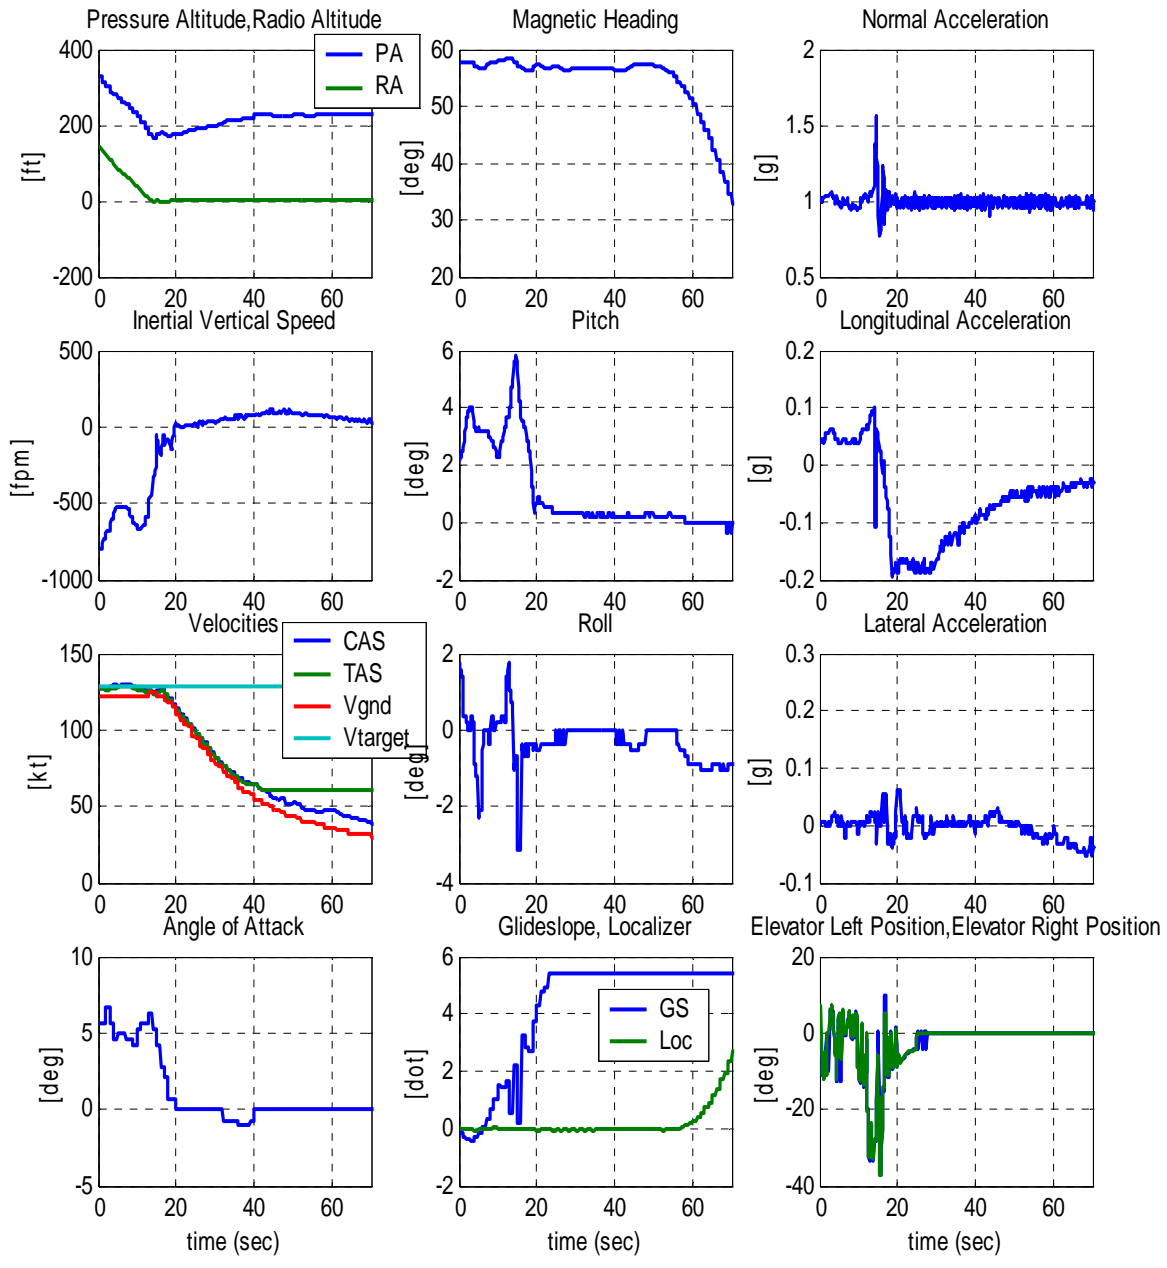 Pressure Altitude,Radio Altitude
PA
RA
[ft]
400
200
0
-200
0 20 40 60
Magnetic Heading
[deg]
60
50
40
30
20
0 20 40 60
Normal Acceleration
[g]
2
1.5
1
0.5
0 20 40 60
Inertial Vertical Speed
[fpm]
500
0
-500
-1000
0 20 40 60
Pitch
[deg]
6
4
2
0
-2
0 20 40 60
Longitudinal Acceleration
[g]
0.2
0.1
0
-0.1
-0.2
0 20 40 60
Velocities
CAS
TAS
Vgnd
Vtarget
[kt]
150
100
50
0
0 20 40 60
Roll
[deg]
2
0
-2
-4
0 20 40 60
Lateral Acceleration
[g]
0.3
0.2
0.1
0
-0.1
0 20 40 60
Angle of Attack
[deg]
10
5
0
-5
0 20 40 60
time (sec)
Glideslope, Localizer
GS
Loc
[dot]
6
4
2
0
-2
0 20 40 60
time (sec)
Elevator Left Position,Elevator Right Position
[deg]
20
0
-20
-40
0 20 40 60
time (sec)